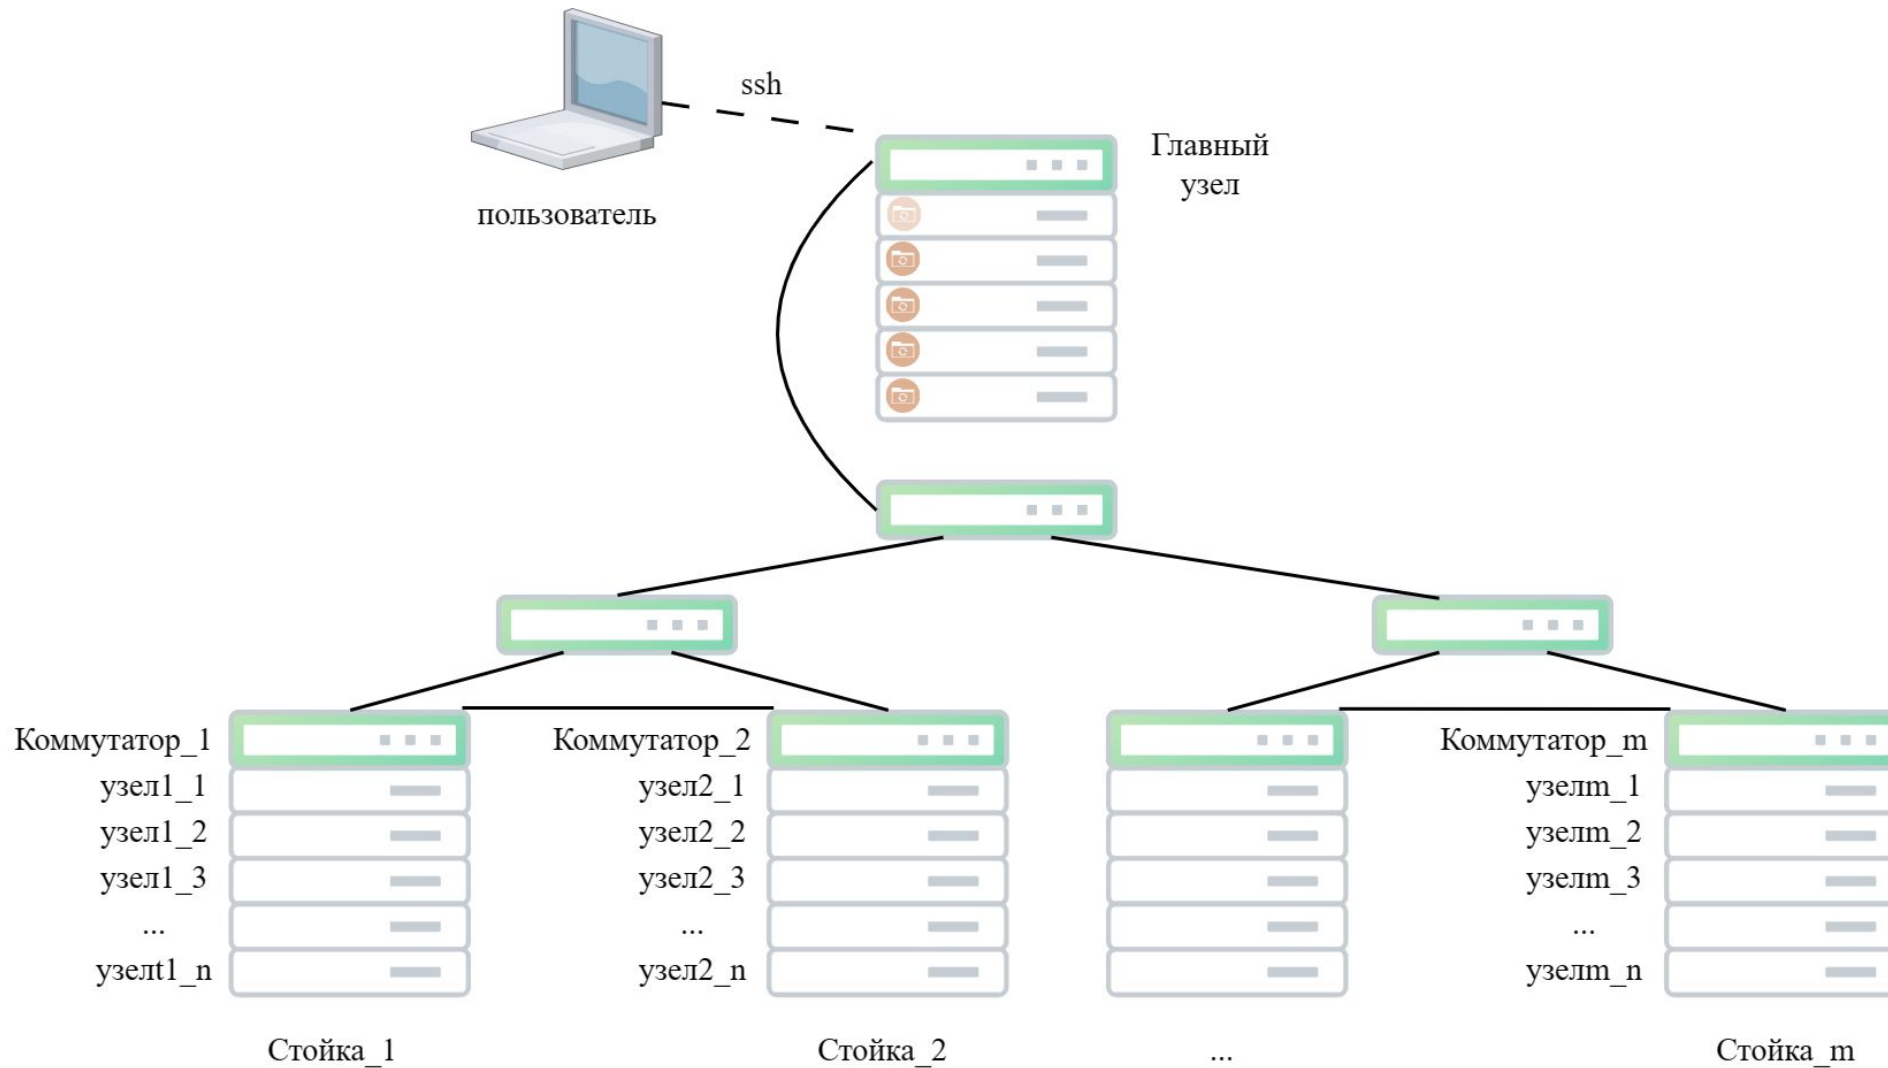 ssh
Главный
узел
пользователь
Коммутатор_1
узел1_1
узел1_2
узел1_3
...
узелt1_n
Коммутатор_2
узел2_1
узел2_2
узел2_3
...
узел2_n
Коммутатор_m
узелm_1
узелm_2
узелm_3
...
узелm_n
Стойка_1
Стойка_2
...
Стойка_m